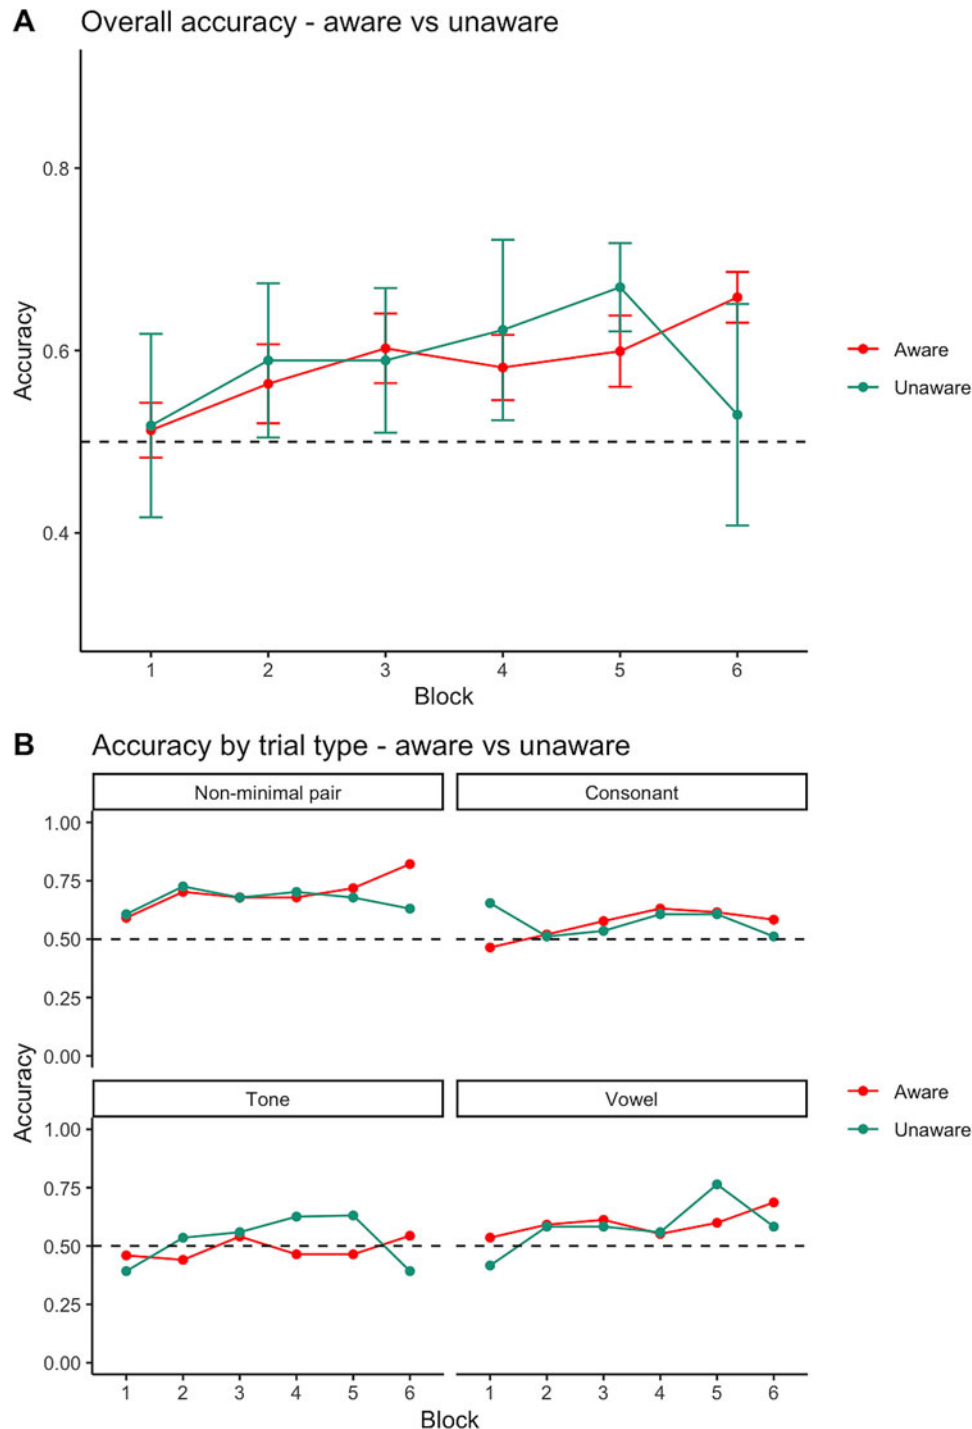 A Overall accuracy - aware vs unaware
0.8
0.6
0.4
Accuracy
1 2 3 4 5 6
Block
Aware
Unaware
B Accuracy by trial type - aware vs unaware
Non-minimal pair Consonant
1.00
0.75
0.50
0.25
0.00
Accuracy
Tone Vowel
1.00
0.75
0.50
0.25
0.00
1 2 3 4 5 6 1 2 3 4 5 6
Block
Aware
Unaware